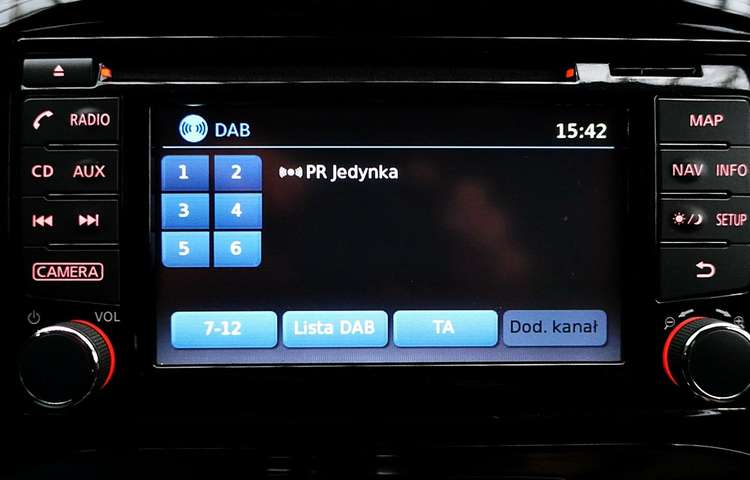 RADIO
CD AUX
CAMERA
VOL
DAB 15:42
1 2 PR Jedynka
3 4
5 6
7-12 Lista DAB TA Dod. kanał
MAP
NAV INFO
SETUP